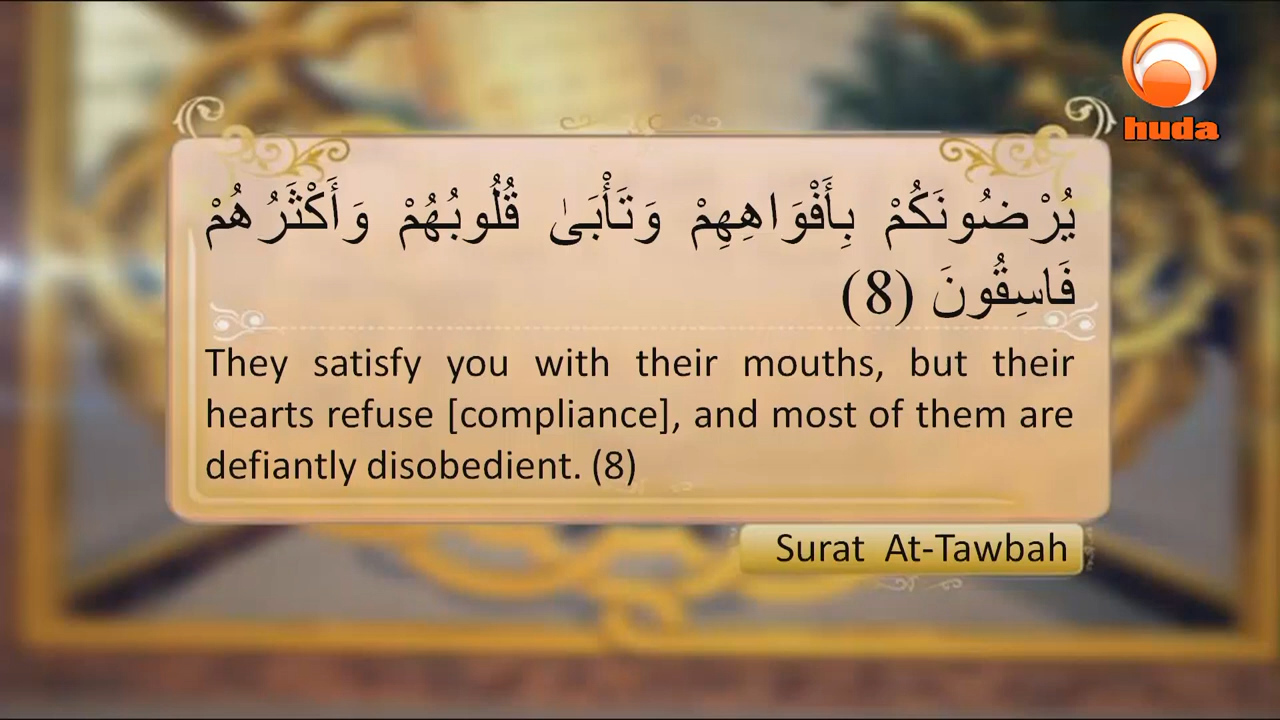 huda
يُرْضُونَكُمْ بِأَفْوَاهِهِمْ وَتَأْبَىٰ قُلُوبُهُمْ وَأَكْثَرُهُمْ
فَاسِقُونَ (8)
They satisfy you with their mouths, but their
hearts refuse [compliance], and most of them are
defiantly disobedient. (8)
Surat At-Tawbah